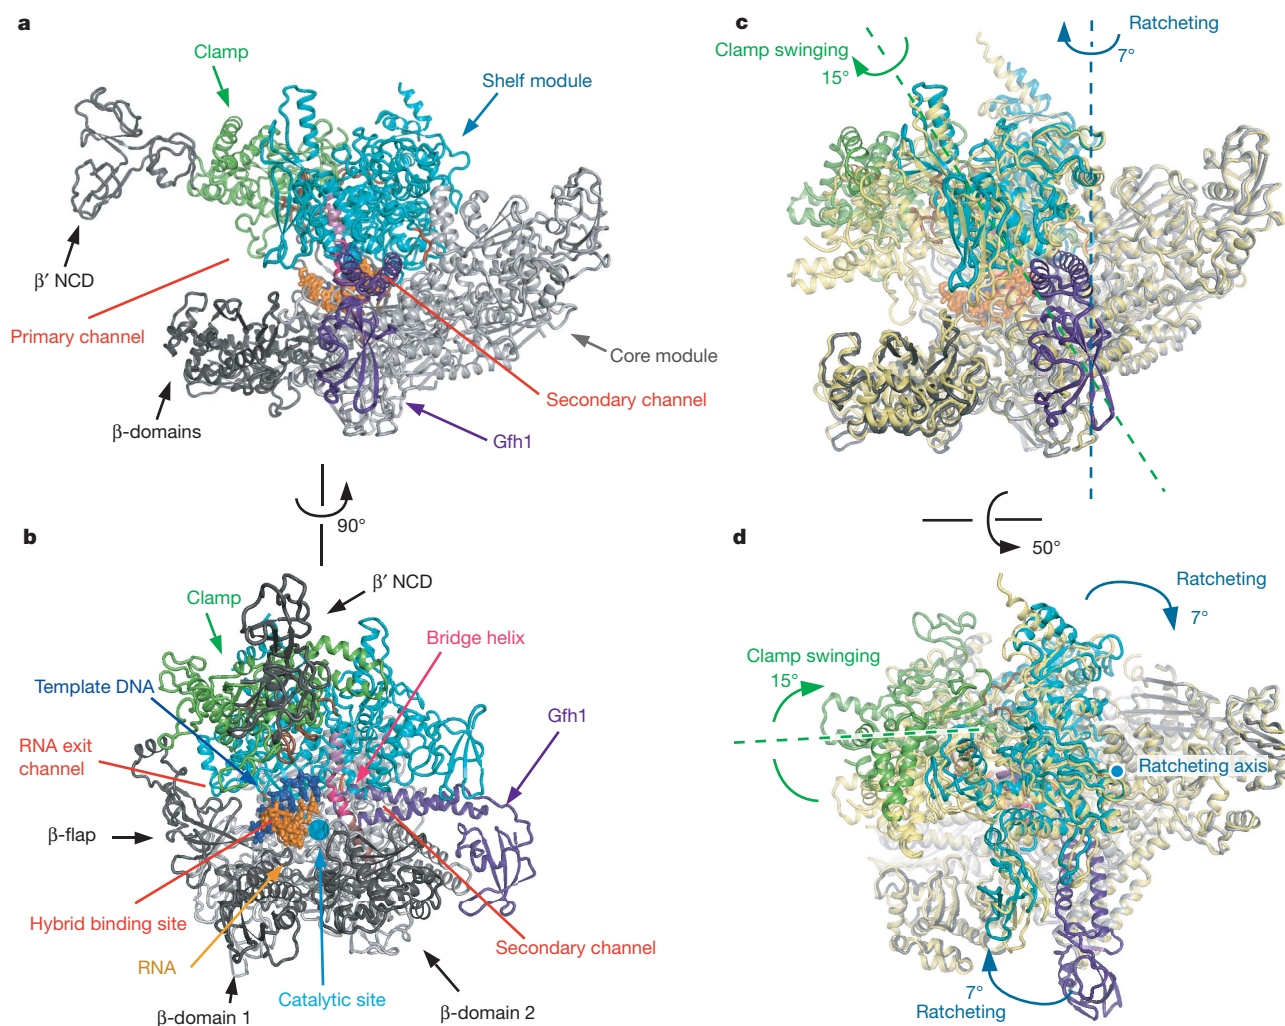 a
Clamp
Shelf module
β′ NCD
Primary channel
Core module
Secondary channel
β-domains
Gfh1
90°
b
β′ NCD
Clamp
Bridge helix
Template DNA
Gfh1
RNA exit
channel
β-flap
Hybrid binding site
Secondary channel
RNA
Catalytic site
β-domain 2
β-domain 1
c
Ratcheting
7°
Clamp swinging
15°
50°
d
Ratcheting
7°
Clamp swinging
15°
Ratcheting axis
7°
Ratcheting